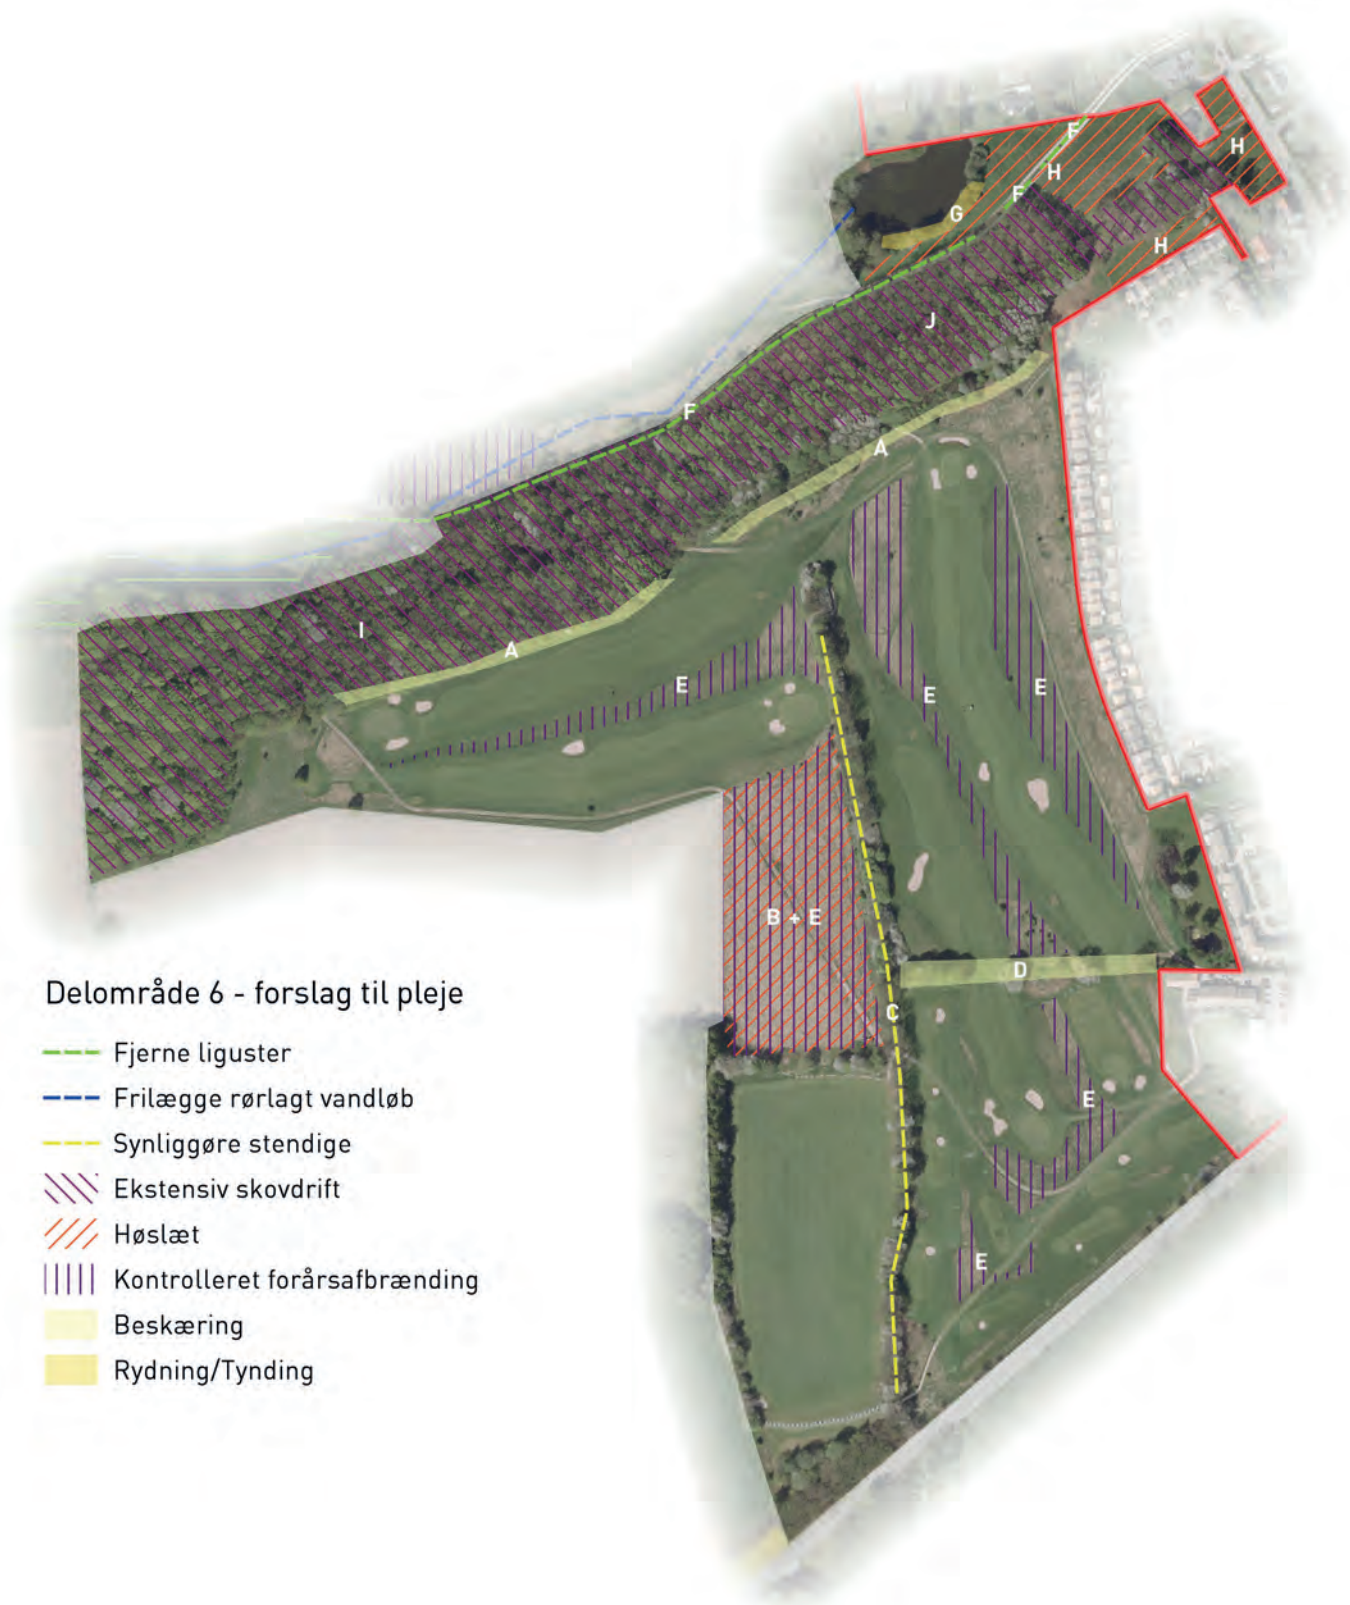 F
H
H
F
G
H
J
F
A
I
A
E
E
E
B + E
D
C
E
E
Delområde 6 - forslag til pleje
Fjerne liguster
Frilægge rørlagt vandløb
Synliggøre stendige
Ekstensiv skovdrift
Høslæt
Kontrolleret forårsafbrænding
Beskæring
Rydning/Tynding